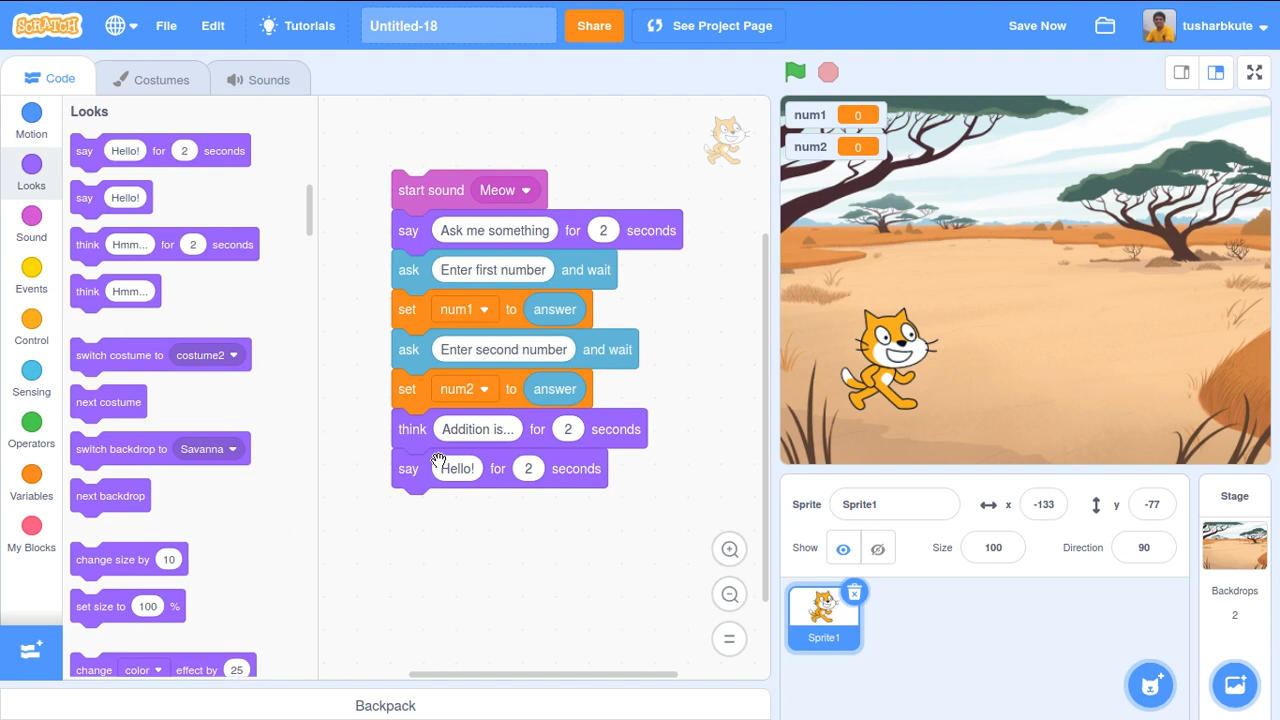 SCRATCH File Edit Tutorials Untitled-18 Share See Project Page Save Now tusharbkute
Code Costumes Sounds
Motion
Looks
Sound
Events
Control
Sensing
Operators
Variables
My Blocks
Looks
say Hello! for 2 seconds
say Hello!
think Hmm... for 2 seconds
think Hmm...
switch costume to costume2
next costume
switch backdrop to Savanna
next backdrop
change size by 10
set size to 100 %
change color effect by 25
start sound Meow
say Ask me something for 2 seconds
ask Enter first number and wait
set num1 to answer
ask Enter second number and wait
set num2 to answer
think Addition is... for 2 seconds
say Hello! for 2 seconds
Backpack
num1 0
num2 0
Sprite Sprite1 x -133 y -77
Show Size 100 Direction 90
Sprite1
Stage
Backdrops
2